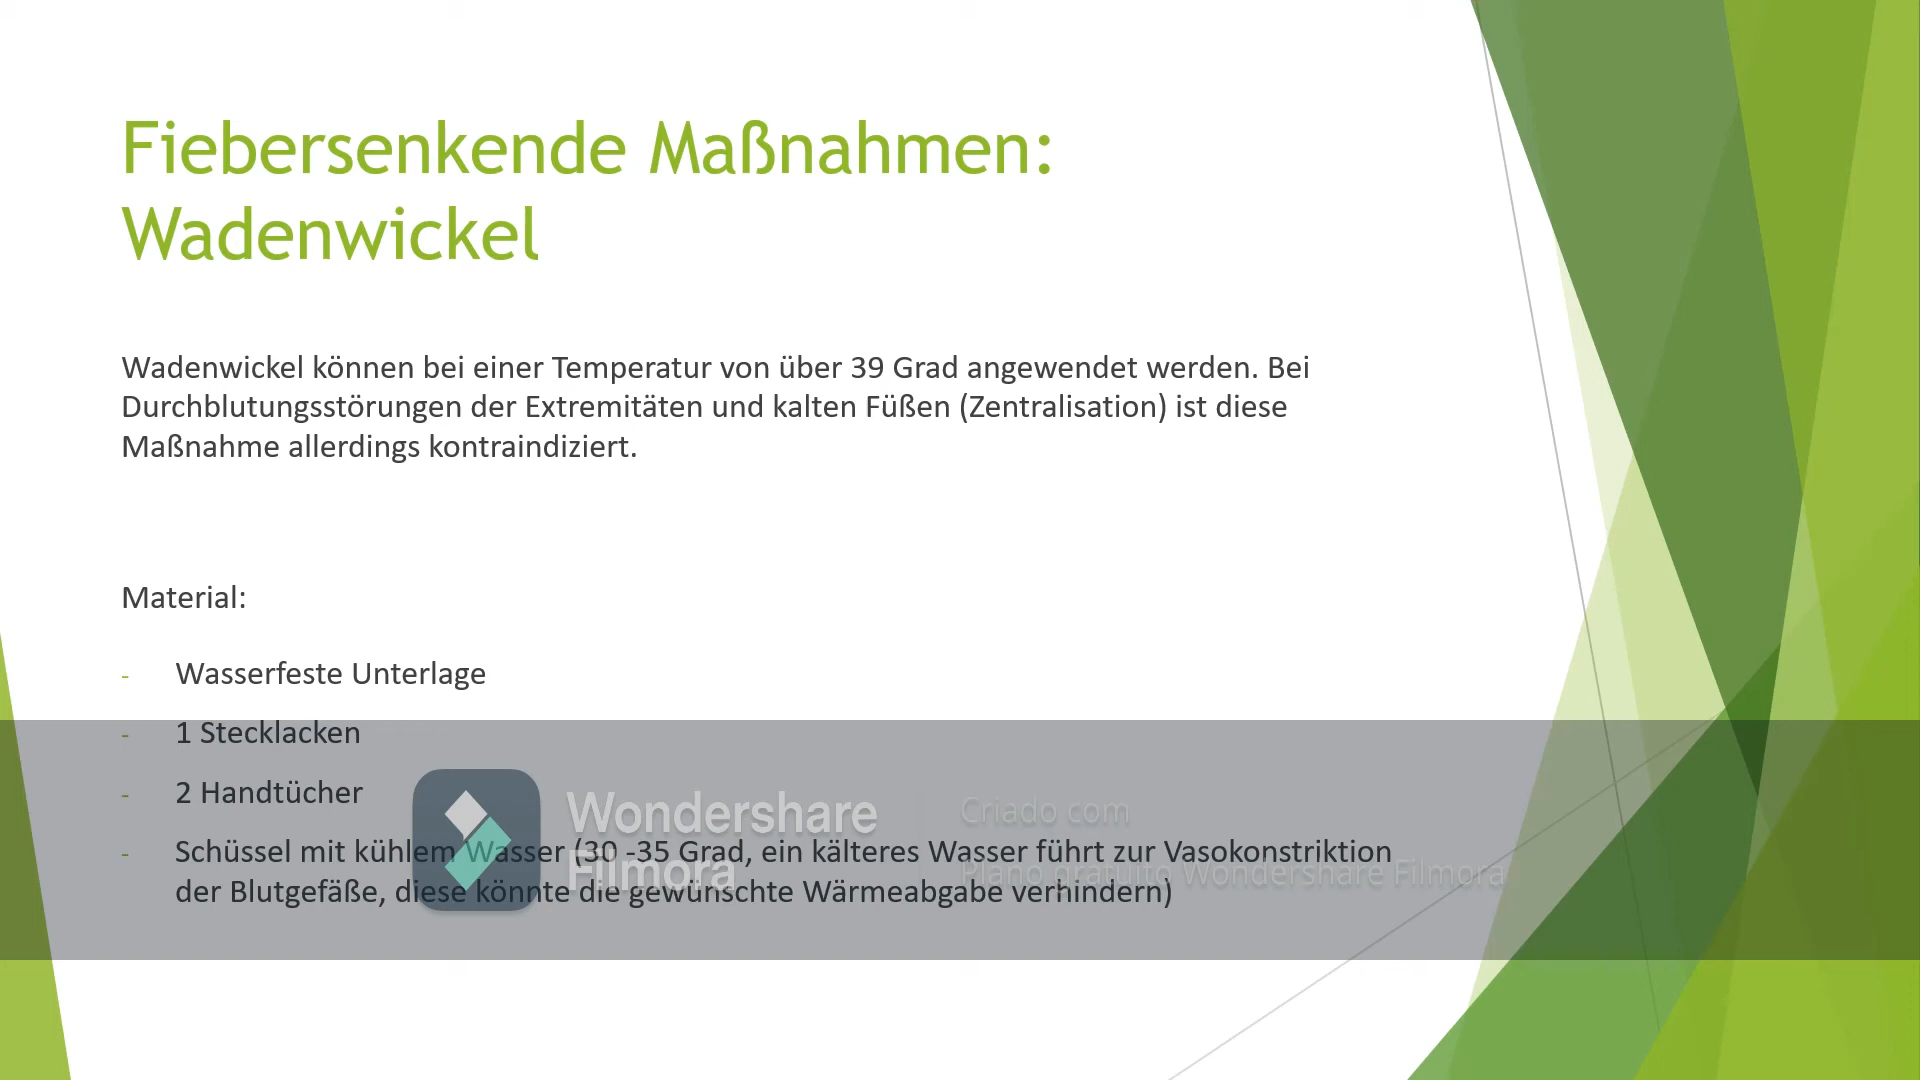 Fiebersenkende Maßnahmen:
Wadenwickel
Wadenwickel können bei einer Temperatur von über 39 Grad angewendet werden. Bei
Durchblutungsstörungen der Extremitäten und kalten Füßen (Zentralisation) ist diese
Maßnahme allerdings kontraindiziert.
Material:
- Wasserfeste Unterlage
- 1 Stecklacken
- 2 Handtücher
- Schüssel mit kühlem Wasser (30 -35 Grad, ein kälteres Wasser führt zur Vasokonstriktion
der Blutgefäße, diese könnte die gewünschte Wärmeabgabe verhindern)
Wondershare
Filmora
Criado com
Plano gratuito Wondershare Filmora